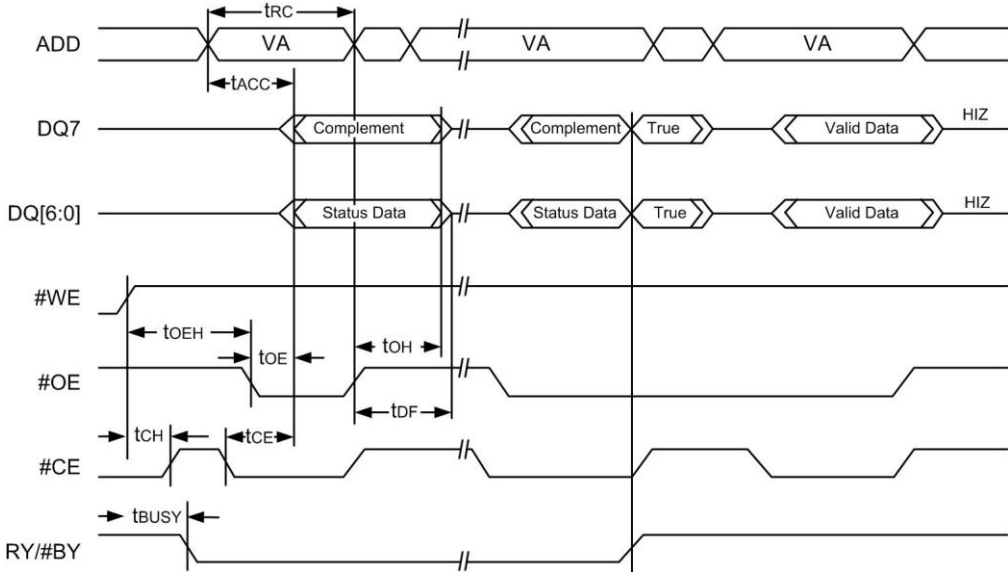 tRC
ADD VA VA VA
tACC
DQ7 Complement Complement True Valid Data HIZ
DQ[6:0] Status Data Status Data True Valid Data HIZ
#WE
tOEH
tOE tOH
#OE
tDF
tCH tCE
#CE
tBUSY
RY/#BY